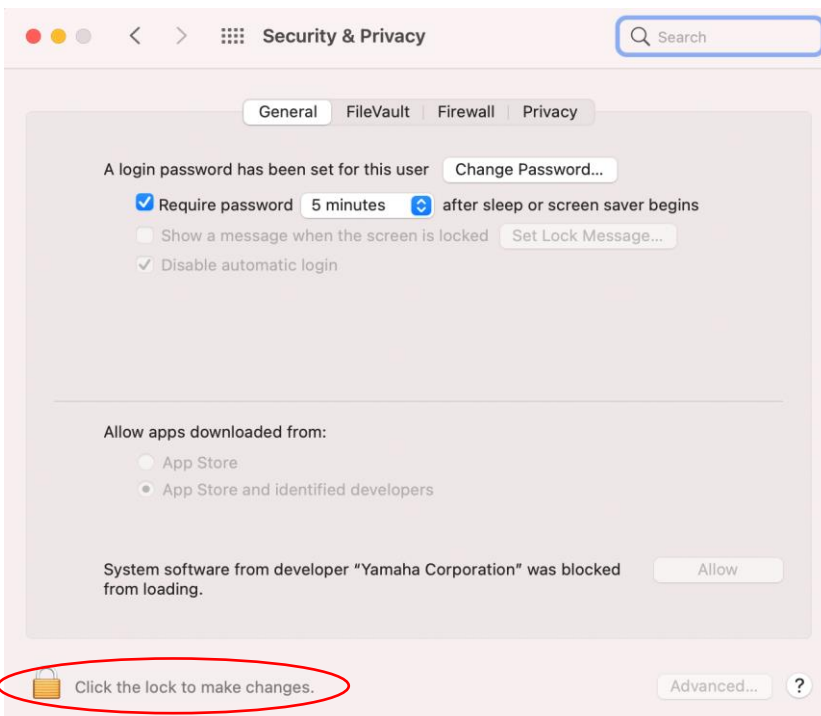 Security & Privacy
Search
General FileVault Firewall Privacy
A login password has been set for this user Change Password...
Require password 5 minutes after sleep or screen saver begins
Show a message when the screen is locked Set Lock Message...
Disable automatic login
Allow apps downloaded from:
App Store
App Store and identified developers
System software from developer “Yamaha Corporation” was blocked Allow
from loading.
Click the lock to make changes. Advanced... ?